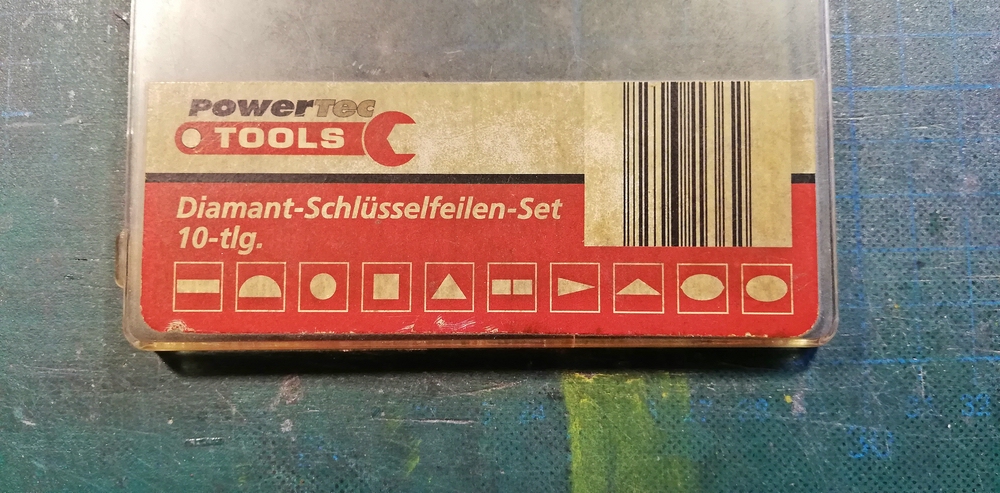 PowerTec
TOOLS
Diamant-Schlüsselfeilen-Set
10-tlg.